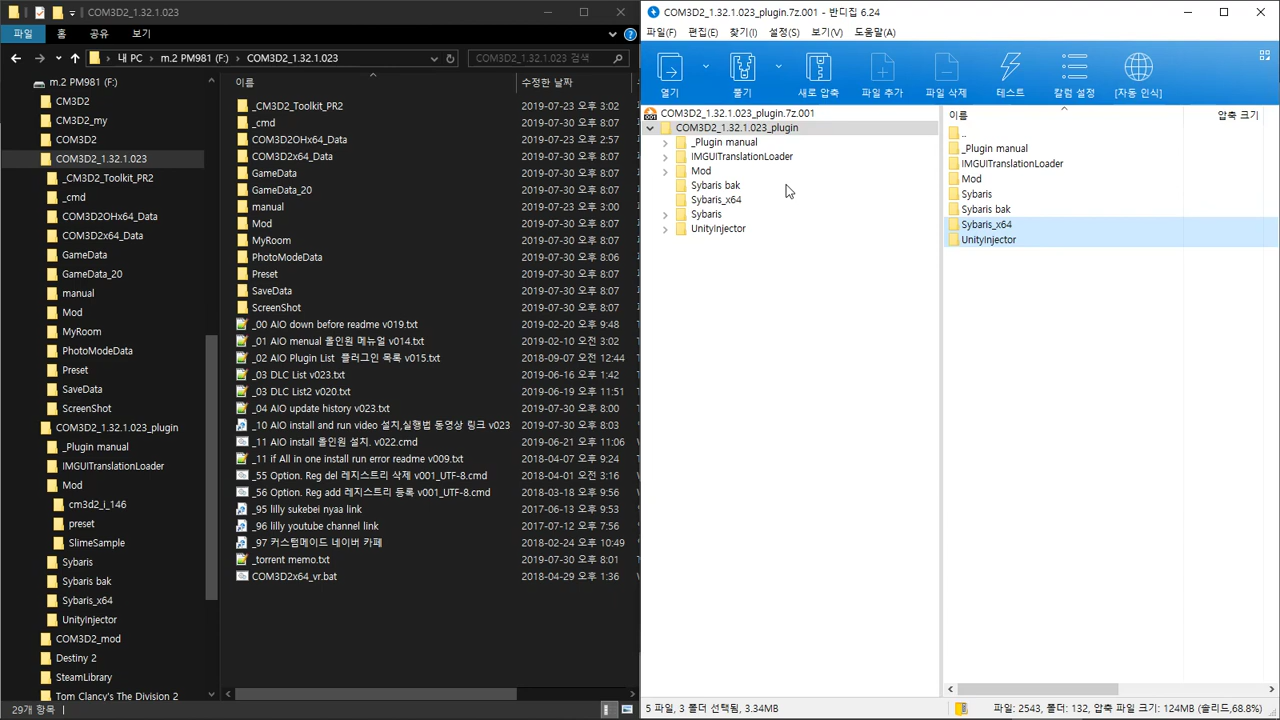 COM3D2_1.32.1.023
파일 홈 공유 보기
내 PC m.2 PM981 (F:) COM3D2_1.32.1.023
COM3D2_1.32.1.023 검색
m.2 PM981 (F:)
CM3D2
CM3D2_my
COM3D2
COM3D2_1.32.1.023
_CM3D2_Toolkit_PR2
_cmd
COM3D2OHx64_Data
COM3D2x64_Data
GameData
GameData_20
manual
Mod
MyRoom
PhotoModeData
Preset
SaveData
ScreenShot
COM3D2_1.32.1.023_plugin
_Plugin manual
IMGUITranslationLoader
Mod
cm3d2_i_146
preset
SlimeSample
Sybaris
Sybaris bak
Sybaris_x64
UnityInjector
COM3D2_mod
Destiny 2
SteamLibrary
Tom Clancy's The Division 2
이름 수정한 날짜
_CM3D2_Toolkit_PR2 2019-07-23 오후 3:02
_cmd 2019-07-30 오후 8:07
COM3D2OHx64_Data 2019-07-23 오후 2:57
COM3D2x64_Data 2019-07-30 오후 8:07
GameData 2019-07-30 오후 8:07
GameData_20 2019-07-30 오후 8:07
manual 2019-07-23 오후 3:00
Mod 2019-07-30 오후 8:07
MyRoom 2019-07-30 오후 8:07
PhotoModeData 2019-07-30 오후 8:06
Preset 2019-07-30 오후 8:07
SaveData 2019-07-30 오후 8:07
ScreenShot 2019-07-30 오후 8:07
_00 AIO down before readme v019.txt 2019-02-20 오후 9:48
_01 AIO menual 올인원 메뉴얼 v014.txt 2019-02-10 오전 3:02
_02 AIO Plugin List 플러그인 목록 v015.txt 2018-09-07 오전 12:44
_03 DLC List v023.txt 2019-06-16 오후 1:42
_03 DLC List2 v020.txt 2019-06-19 오후 11:51
_04 AIO update history v023.txt 2019-07-30 오후 8:00
_10 AIO install and run video 설치,실행법 동영상 링크 v023 2019-07-30 오후 8:03
_11 AIO install 올인원 설치. v022.cmd 2019-06-21 오후 11:06
_11 if All in one install run error readme v009.txt 2018-04-07 오후 9:24
_55 Option. Reg del 레지스트리 삭제 v001_UTF-8.cmd 2018-04-07 오전 3:16
_56 Option. Reg add 레지스트리 등록 v001_UTF-8.cmd 2018-03-18 오후 9:56
_95 lilly sukebei nyaa link 2017-06-13 오후 9:53
_96 lilly youtube channel link 2017-07-12 오후 7:56
_97 커스텀메이드 네이버 카페 2018-02-24 오후 10:49
_torrent memo.txt 2019-07-30 오후 8:01
COM3D2x64_vr.bat 2018-04-29 오후 1:36
29개 항목
COM3D2_1.32.1.023_plugin.7z.001 - 반디집 6.24
파일(F) 편집(E) 찾기(I) 설정(S) 보기(V) 도움말(A)
열기 풀기 새로 압축 파일 추가 파일 삭제 테스트 칼럼 설정 [자동 인식]
COM3D2_1.32.1.023_plugin.7z.001
COM3D2_1.32.1.023_plugin
_Plugin manual
IMGUITranslationLoader
Mod
Sybaris bak
Sybaris_x64
Sybaris
UnityInjector
이름 압축 크기
..
_Plugin manual
IMGUITranslationLoader
Mod
Sybaris
Sybaris bak
Sybaris_x64
UnityInjector
5 파일, 3 폴더 선택됨, 3.34MB
파일: 2543, 폴더: 132, 압축 파일 크기: 124MB (솔리드,68.8%)